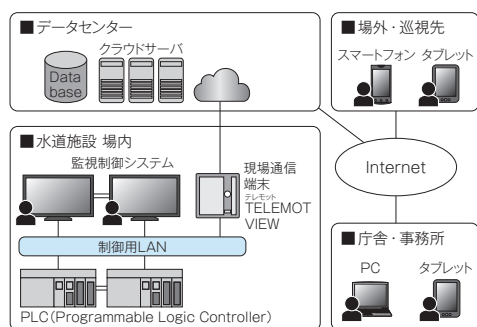 ■データセンター
クラウドサーバ
Data
base
■場外・巡視先
スマートフォン タブレット
■水道施設 場内
監視制御システム
現場通信
端末
テレモット
TELEMOT
VIEW
制御用LAN
PLC(Programmable Logic Controller)
Internet
■庁舎・事務所
PC タブレット